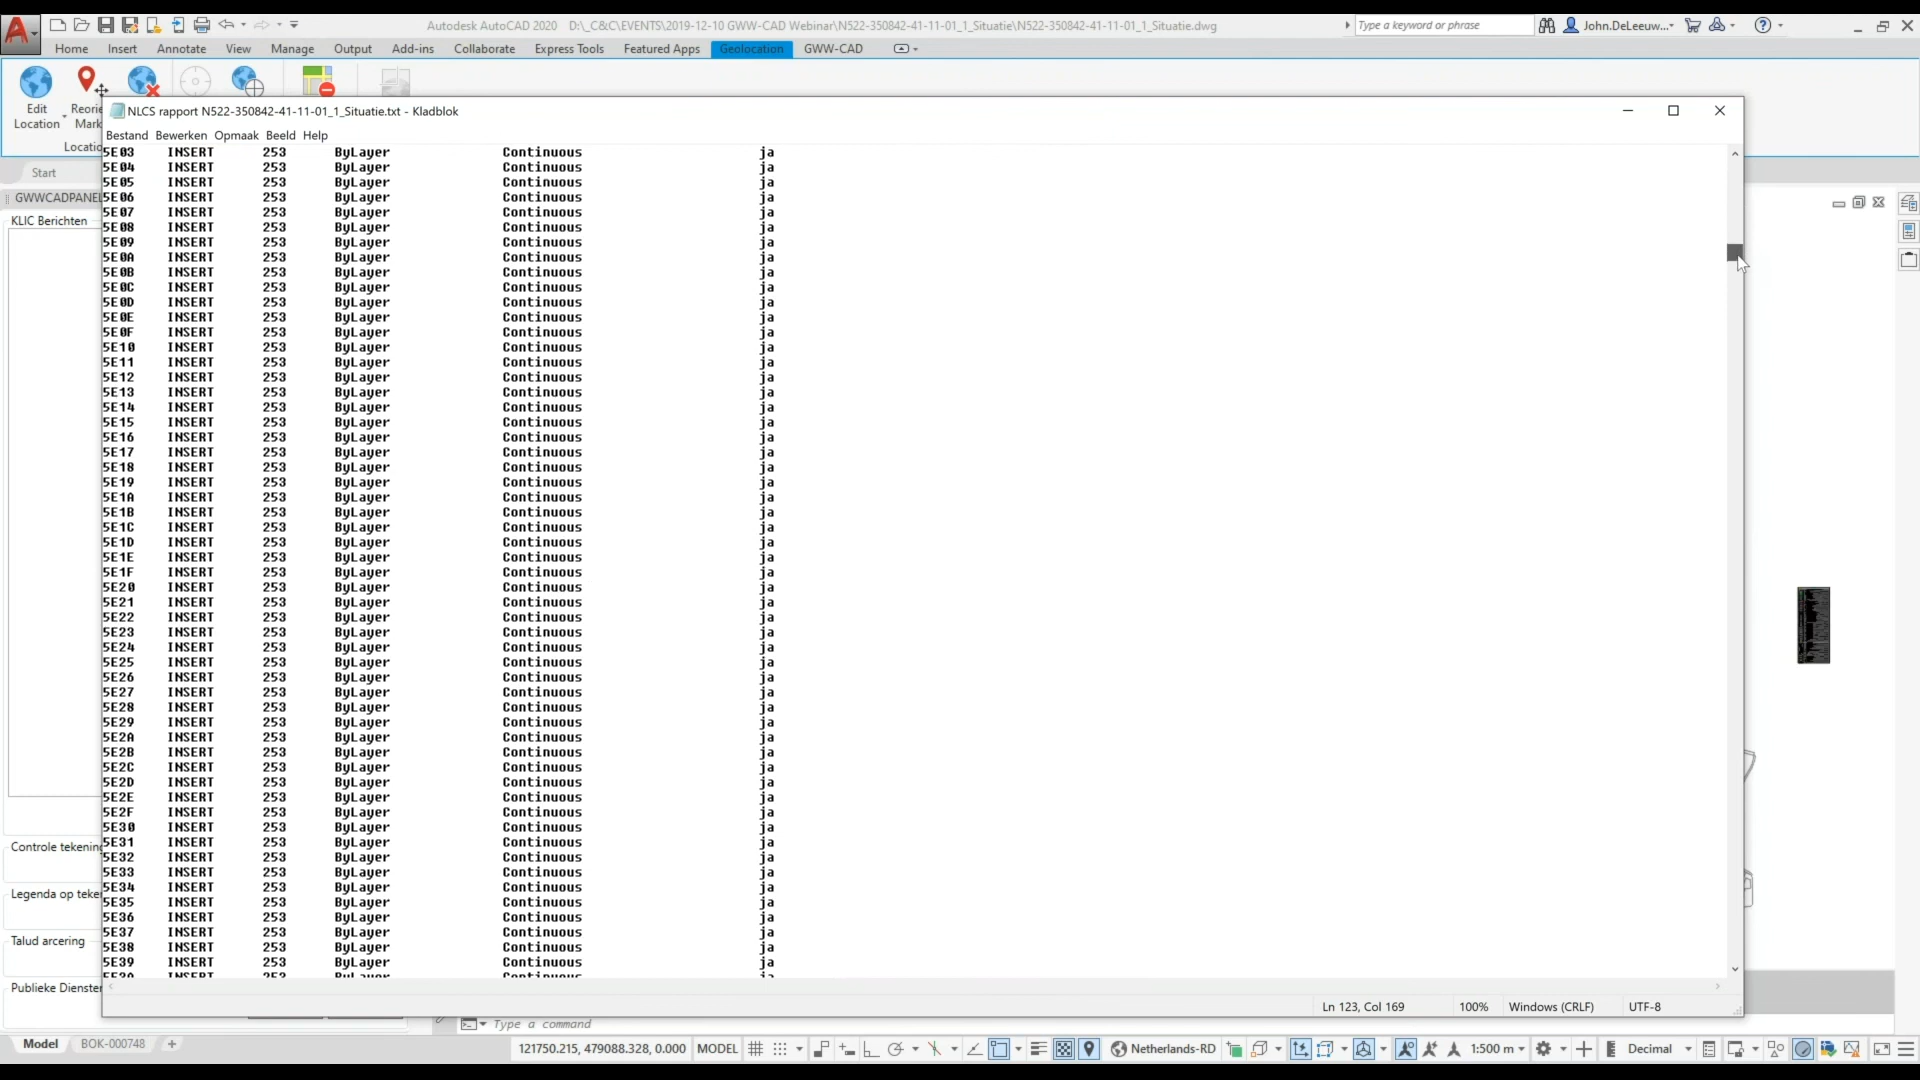 Autodesk AutoCAD 2020 D:\_C&C\EVENTS\2019-12-10 GWW-CAD Webinar\N522-350842-41-11-01_1_Situatie\N522-350842-41-11-01_1_Situatie.dwg
Type a keyword or phrase
John.DeLeeuw...
Home Insert Annotate View Manage Output Add-ins Collaborate Express Tools Featured Apps Geolocation GWW-CAD
Edit
Location
Locatio
Start
GWWCADPANEL
KLIC Berichten
NLCS rapport N522-350842-41-11-01_1_Situatie.txt - Kladblok
Bestand Bewerken Opmaak Beeld Help
5E03 INSERT 253 ByLayer Continuous ja
5E04 INSERT 253 ByLayer Continuous ja
5E05 INSERT 253 ByLayer Continuous ja
5E06 INSERT 253 ByLayer Continuous ja
5E07 INSERT 253 ByLayer Continuous ja
5E08 INSERT 253 ByLayer Continuous ja
5E09 INSERT 253 ByLayer Continuous ja
5E0A INSERT 253 ByLayer Continuous ja
5E0B INSERT 253 ByLayer Continuous ja
5E0C INSERT 253 ByLayer Continuous ja
5E0D INSERT 253 ByLayer Continuous ja
5E0E INSERT 253 ByLayer Continuous ja
5E0F INSERT 253 ByLayer Continuous ja
5E10 INSERT 253 ByLayer Continuous ja
5E11 INSERT 253 ByLayer Continuous ja
5E12 INSERT 253 ByLayer Continuous ja
5E13 INSERT 253 ByLayer Continuous ja
5E14 INSERT 253 ByLayer Continuous ja
5E15 INSERT 253 ByLayer Continuous ja
5E16 INSERT 253 ByLayer Continuous ja
5E17 INSERT 253 ByLayer Continuous ja
5E18 INSERT 253 ByLayer Continuous ja
5E19 INSERT 253 ByLayer Continuous ja
5E1A INSERT 253 ByLayer Continuous ja
5E1B INSERT 253 ByLayer Continuous ja
5E1C INSERT 253 ByLayer Continuous ja
5E1D INSERT 253 ByLayer Continuous ja
5E1E INSERT 253 ByLayer Continuous ja
5E1F INSERT 253 ByLayer Continuous ja
5E20 INSERT 253 ByLayer Continuous ja
5E21 INSERT 253 ByLayer Continuous ja
5E22 INSERT 253 ByLayer Continuous ja
5E23 INSERT 253 ByLayer Continuous ja
5E24 INSERT 253 ByLayer Continuous ja
5E25 INSERT 253 ByLayer Continuous ja
5E26 INSERT 253 ByLayer Continuous ja
5E27 INSERT 253 ByLayer Continuous ja
5E28 INSERT 253 ByLayer Continuous ja
5E29 INSERT 253 ByLayer Continuous ja
5E2A INSERT 253 ByLayer Continuous ja
5E2B INSERT 253 ByLayer Continuous ja
5E2C INSERT 253 ByLayer Continuous ja
5E2D INSERT 253 ByLayer Continuous ja
5E2E INSERT 253 ByLayer Continuous ja
5E2F INSERT 253 ByLayer Continuous ja
5E30 INSERT 253 ByLayer Continuous ja
5E31 INSERT 253 ByLayer Continuous ja
5E32 INSERT 253 ByLayer Continuous ja
5E33 INSERT 253 ByLayer Continuous ja
5E34 INSERT 253 ByLayer Continuous ja
5E35 INSERT 253 ByLayer Continuous ja
5E36 INSERT 253 ByLayer Continuous ja
5E37 INSERT 253 ByLayer Continuous ja
5E38 INSERT 253 ByLayer Continuous ja
5E39 INSERT 253 ByLayer Continuous ja
Controle tekening
Legenda op teke
Talud arcering
Publieke Diensten
Ln 123, Col 169 100% Windows (CRLF) UTF-8
Type a command
Model BOK-000748
121750.215, 479088.328, 0.000 MODEL Netherlands-RD 1:500 m Decimal